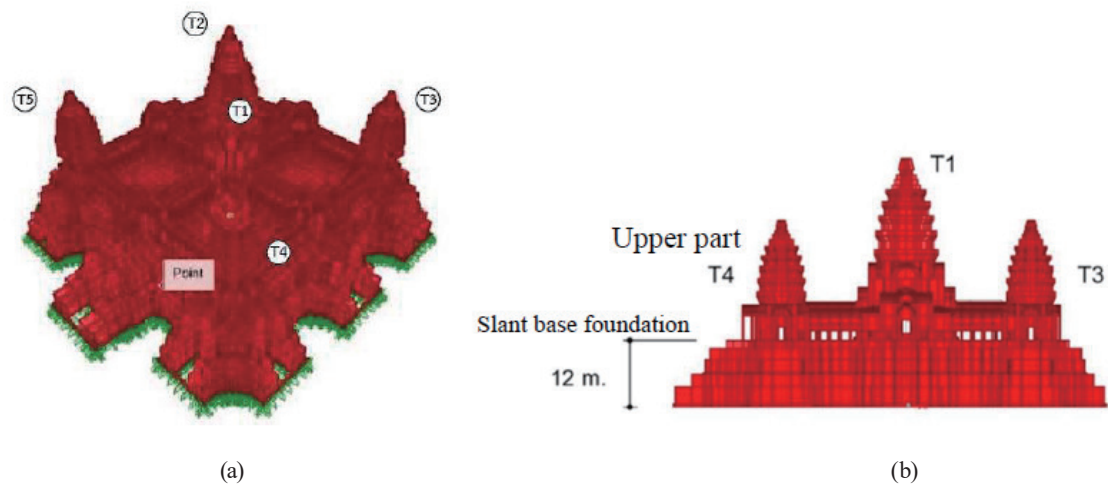 T2
T5
T3
T1
T4
Point
(a)
T1
Upper part
T4
T3
Slant base foundation
12 m.
(b)